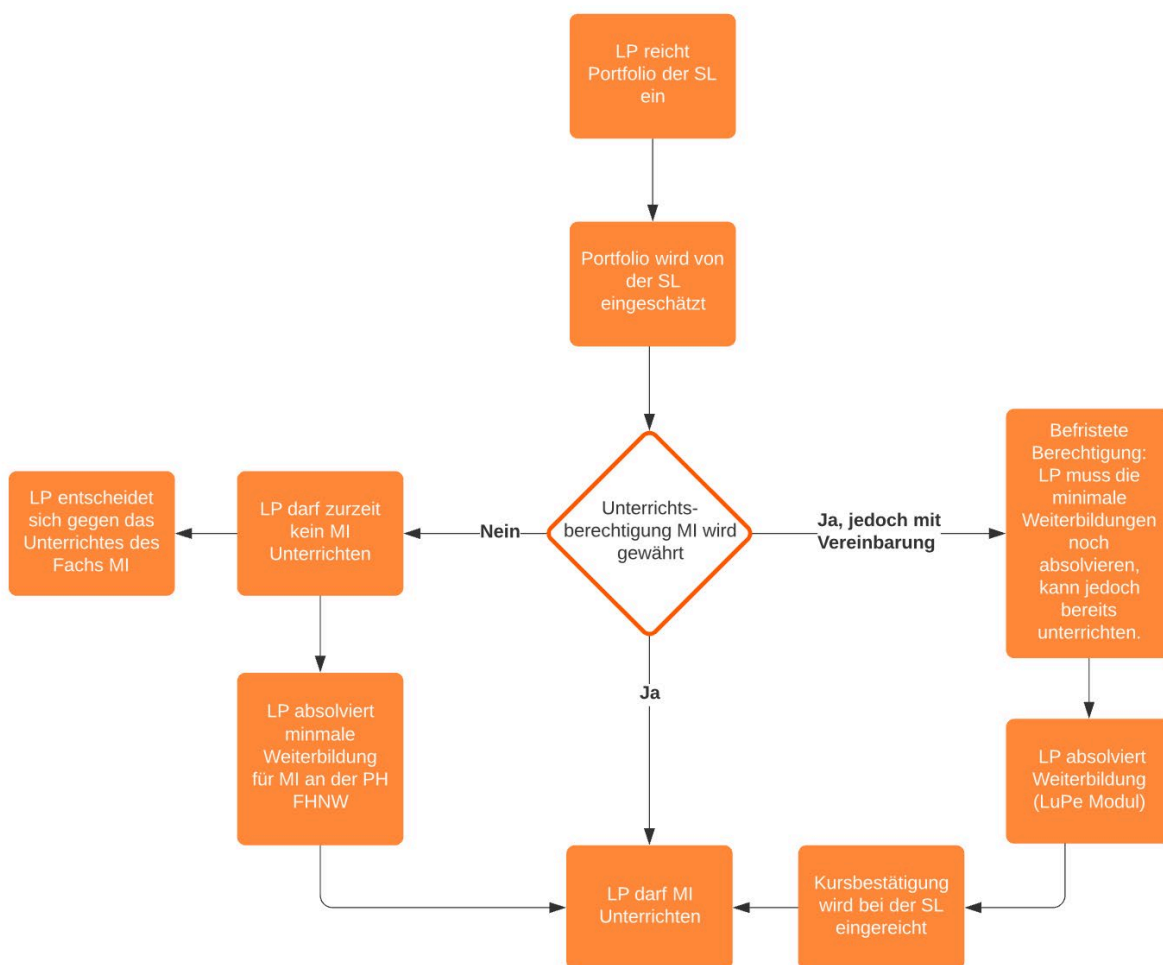 LP reicht
Portfolio der SL
ein
Portfolio wird von
der SL
eingeschätzt
LP entscheidet
sich gegen das
Unterrichtes des
Fachs MI
LP darf zurzeit
kein MI
Unterrichten
Nein
Unterrichts-
berechtigung MI wird
gewährt
Ja, jedoch mit
Vereinbarung
Befristete
Berechtigung:
LP muss die
minimale
Weiterbildungen
noch
absolvieren,
kann jedoch
bereits
unterrichten.
Ja
LP absolviert
minmale
Weiterbildung
für MI an der PH
FHNW
LP absolviert
Weiterbildung
(LuPe Modul)
LP darf MI
Unterrichten
Kursbestätigung
wird bei der SL
eingereicht